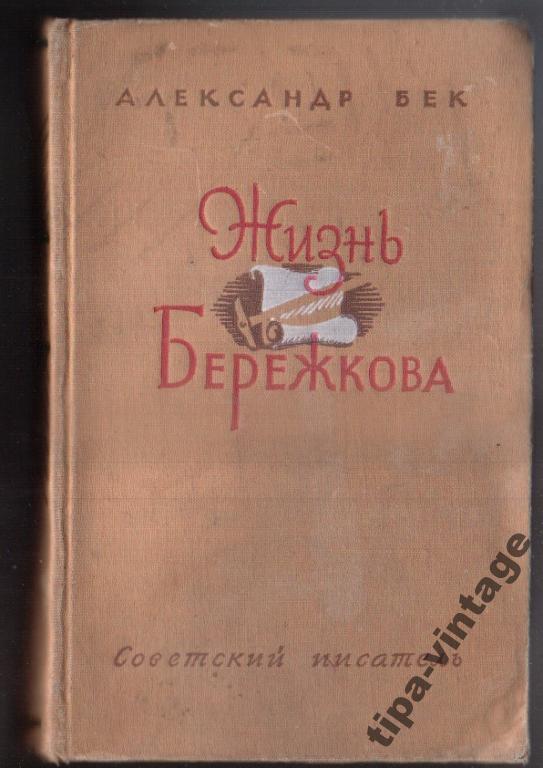 АЛЕКСАНДР БЕК
Жизнь
БЕРЕЖКОВА
Советский писатель
tipa-vintage